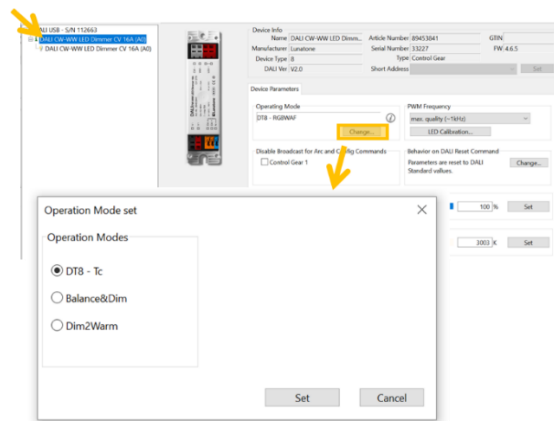 DALI USB - S/N 112663
DALI CW-WW LED Dimmer CV 16A (A0)
DALI CW-WW LED Dimmer CV 16A (A0)
Device Info
Name DALI CW-WW LED Dimm... Article Number 89453841 GTIN
Manufacturer Lunatone Serial Number 33227 FW 4.6.5
Device Type 8 Type Control Gear
DALI Ver V2.0 Short Address Set
Device Parameters
Operating Mode
DT8 - RGBWAF
Change...
PWM Frequency
max. quality (~1kHz)
LED Calibration...
Disable Broadcast for Arc and Config Commands
Control Gear 1
Behavior on DALI Reset Command
Parameters are reset to DALI Standard values.
Change...
100 % Set
3003 K Set
Operation Mode set
Operation Modes
DT8 - Tc
Balance&Dim
Dim2Warm
Set Cancel